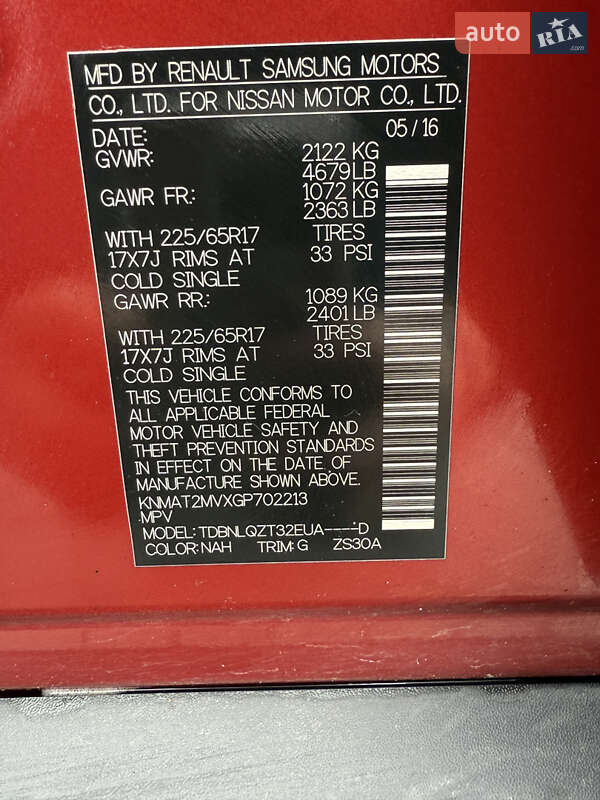 auto RIA.com
MFD BY RENAULT SAMSUNG MOTORS
CO., LTD. FOR NISSAN MOTOR CO., LTD.
DATE: 05/16
GVWR: 2122 KG
4679 LB
GAWR FR: 1072 KG
2363 LB
WITH 225/65R17 TIRES
17X7J RIMS AT 33 PSI
COLD SINGLE
GAWR RR: 1089 KG
2401 LB
WITH 225/65R17 TIRES
17X7J RIMS AT 33 PSI
COLD SINGLE
THIS VEHICLE CONFORMS TO
ALL APPLICABLE FEDERAL
MOTOR VEHICLE SAFETY AND
THEFT PREVENTION STANDARDS
IN EFFECT ON THE DATE OF
MANUFACTURE SHOWN ABOVE.
KNMAT2MVXGP702213
MPV
MODEL: TDBNLQZT32EUA----D
COLOR: NAH TRIM: G ZS30A